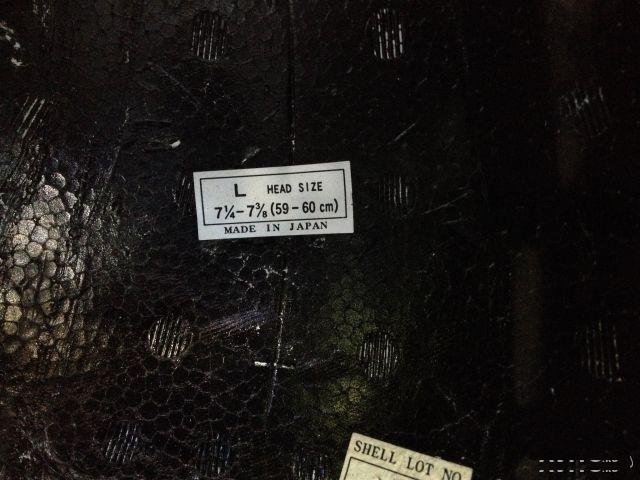 L HEAD SIZE
7¼-7⅜ (59-60 cm)
MADE IN JAPAN
SHELL LOT NO